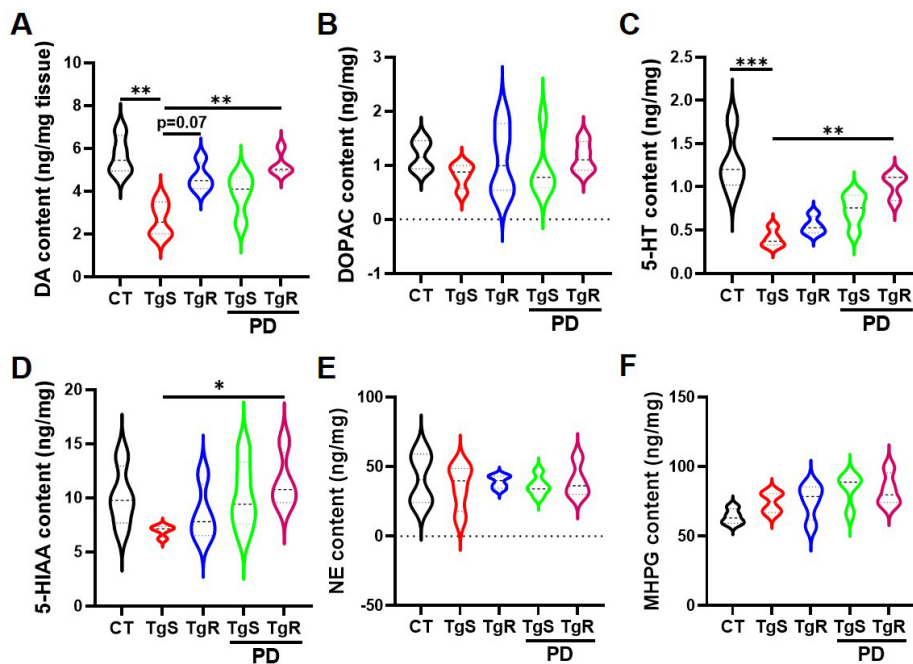 A
DA content (ng/mg tissue)
10
8
6
4
2
0
**
**
p=0.07
CT TgS TgR TgS TgR
PD
B
DOPAC content (ng/mg)
4
3
2
1
0
-1
CT TgS TgR TgS TgR
PD
C
5-HT content (ng/mg)
2.5
2.0
1.5
1.0
0.5
0.0
***
**
CT TgS TgR TgS TgR
PD
D
5-HIAA content (ng/mg)
20
15
10
5
0
*
CT TgS TgR TgS TgR
PD
E
NE content (ng/mg)
100
50
0
-50
CT TgS TgR TgS TgR
PD
F
MHPG content (ng/mg)
150
100
50
0
CT TgS TgR TgS TgR
PD